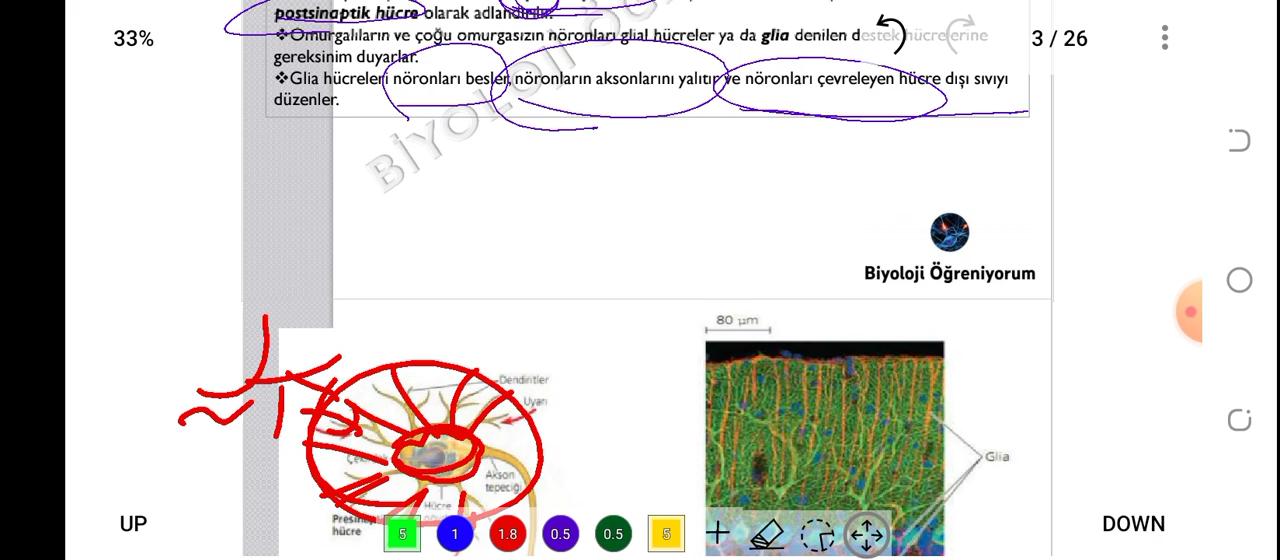 postsinaptik hücre olarak adlandırılır.
❖Omurgalıların ve çoğu omurgasızın nöronları glial hücreler ya da glia denilen destek hücrelerine
gereksinim duyarlar.
❖Glia hücreleri nöronları besler, nöronların aksonlarını yalıtır ve nöronları çevreleyen hücre dışı sıvıyı
düzenler.
33%
3 / 26
BİYOLOJİ
Biyoloji Öğreniyorum
80 µm
Dendiritler
Uyarı
Akson
tepeciği
Hücre
hücre
Glia
UP
5
1
1.8
0.5
0.5
5
DOWN